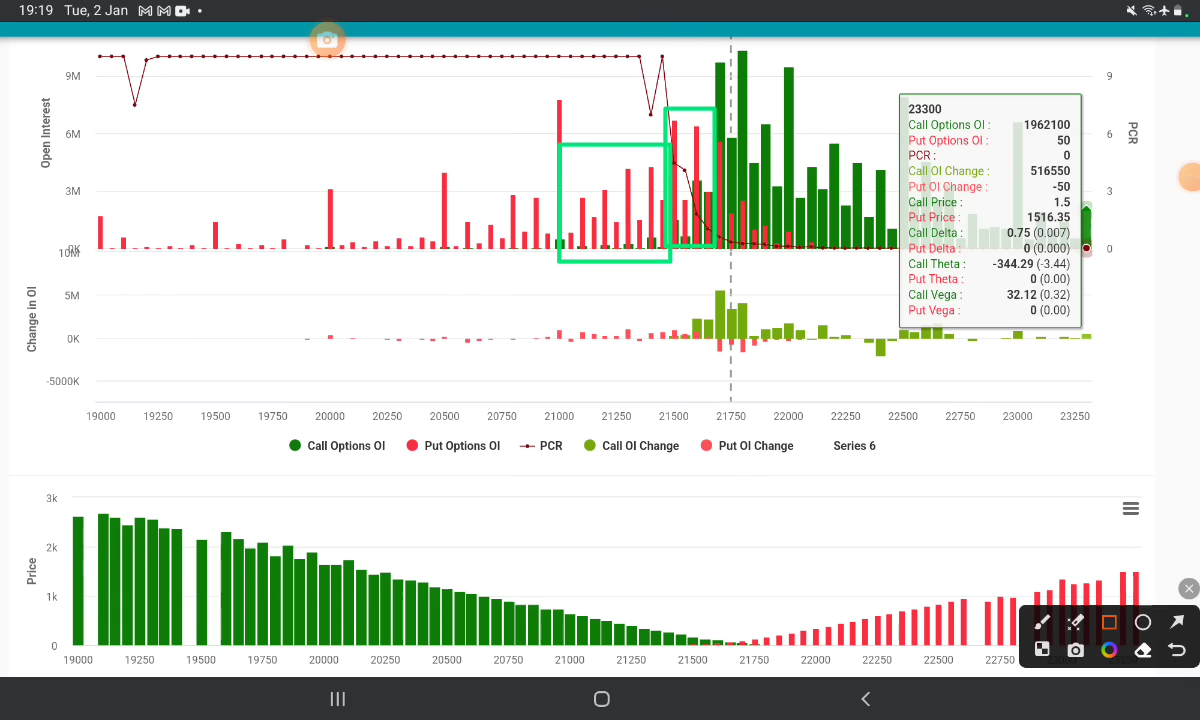 19:19 Tue, 2 Jan
9M
6M
3M
0K
Open Interest
9
6
3
0
PCR
23300
Call Options OI : 1962100
Put Options OI : 50
PCR : 0
Call OI Change : 516550
Put OI Change : -50
Call Price : 1.5
Put Price : 1516.35
Call Delta : 0.75 (0.007)
Put Delta : 0 (0.000)
Call Theta : -344.29 (-3.44)
Put Theta : 0 (0.00)
Call Vega : 32.12 (0.32)
Put Vega : 0 (0.00)
10M
5M
0K
-5000K
Change in OI
19000 19250 19500 19750 20000 20250 20500 20750 21000 21250 21500 21750 22000 22250 22500 22750 23000 23250
Call Options OI Put Options OI PCR Call OI Change Put OI Change Series 6
3k
2k
1k
0
Price
19000 19250 19500 19750 20000 20250 20500 20750 21000 21250 21500 21750 22000 22250 22500 22750